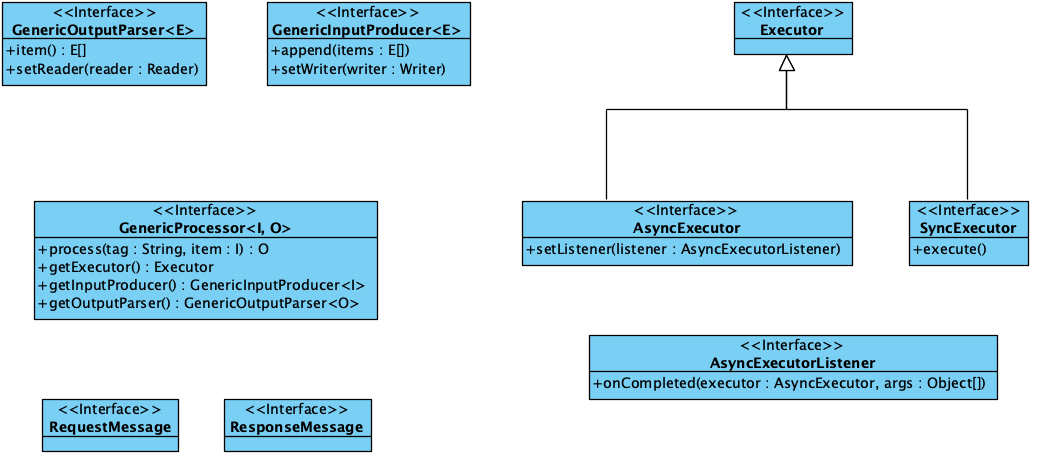 <<Interface>>
GenericOutputParser<E>
+item() : E[]
+setReader(reader : Reader)
<<Interface>>
GenericInputProducer<E>
+append(items : E[])
+setWriter(writer : Writer)
<<Interface>>
Executor
<<Interface>>
GenericProcessor<I, O>
+process(tag : String, item : I) : O
+getExecutor() : Executor
+getInputProducer() : GenericInputProducer<I>
+getOutputParser() : GenericOutputParser<O>
<<Interface>>
AsyncExecutor
+setListener(listener : AsyncExecutorListener)
<<Interface>>
SyncExecutor
+execute()
<<Interface>>
AsyncExecutorListener
+onCompleted(executor : AsyncExecutor, args : Object[])
<<Interface>>
RequestMessage
<<Interface>>
ResponseMessage